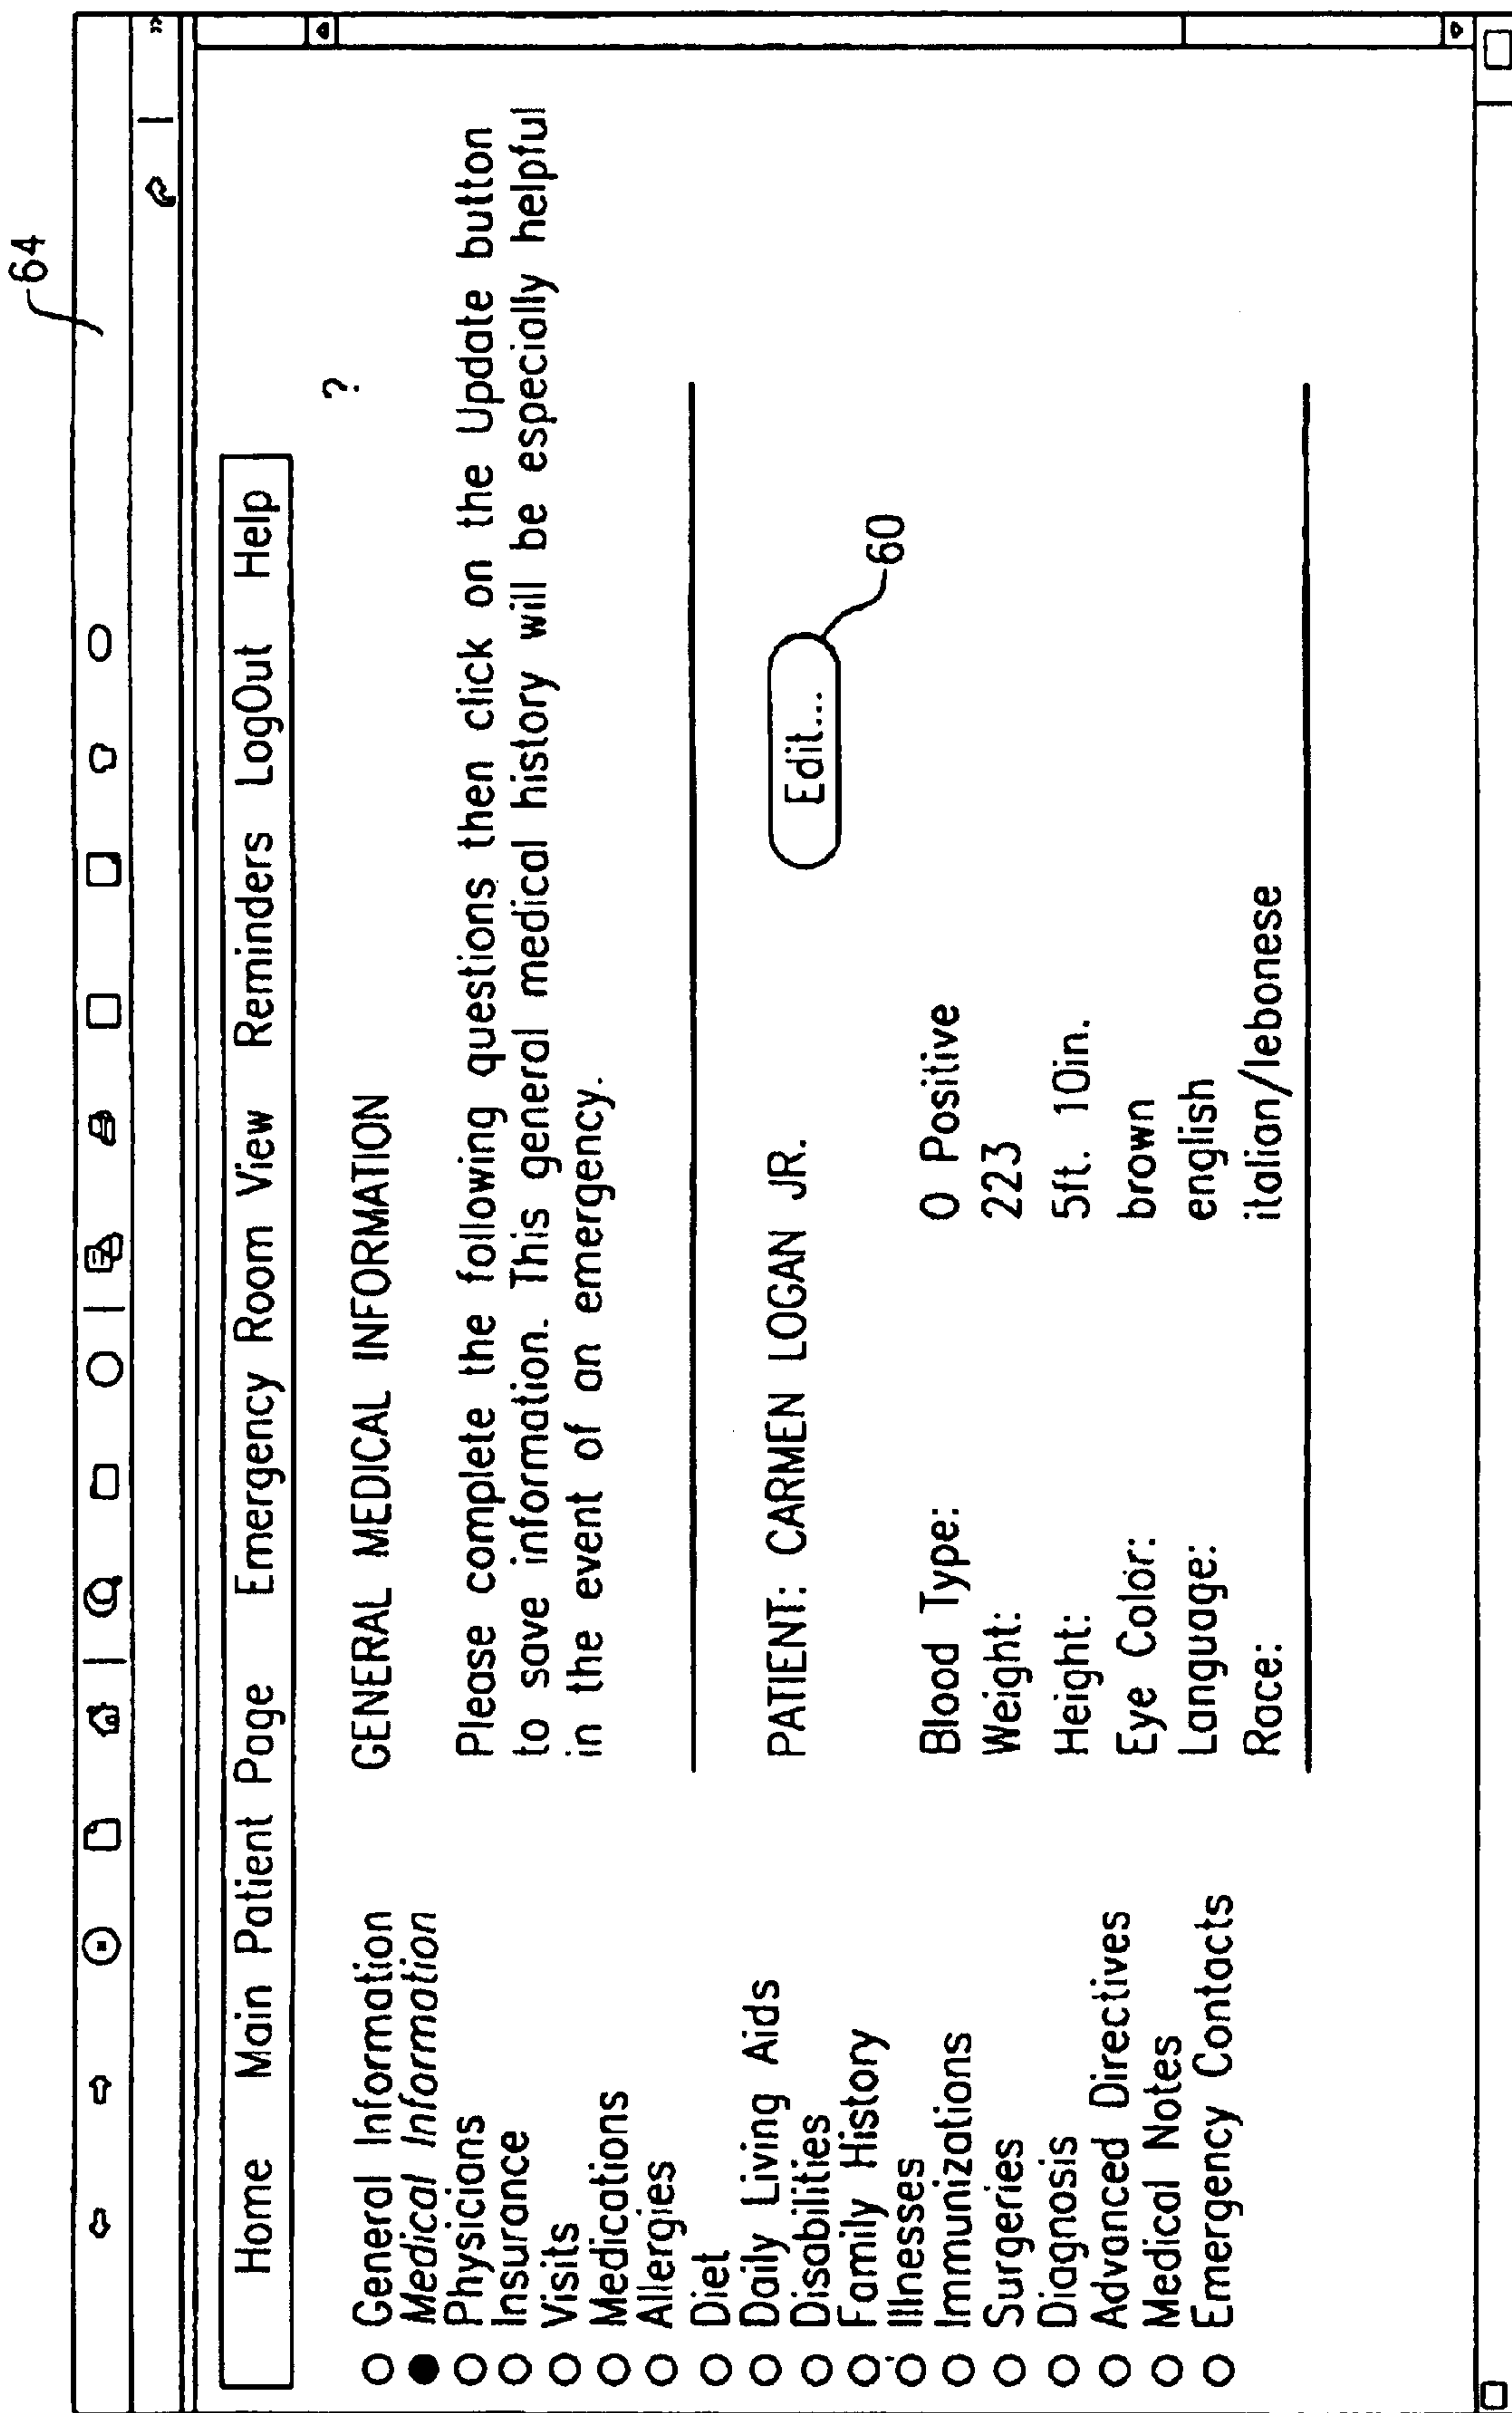 64
Home Main Patient Page Emergency Room View Reminders LogOut Help
?
General Information
Medical Information
Physicians
Insurance
Visits
Medications
Allergies
Diet
Daily Living Aids
Disabilities
Family History
Illnesses
Immunizations
Surgeries
Diagnosis
Advanced Directives
Medical Notes
Emergency Contacts
GENERAL MEDICAL INFORMATION
Please complete the following questions then click on the Update button
to save information. This general medical history will be especially helpful
in the event of an emergency.
PATIENT: CARMEN LOGAN JR.
Edit...
60
Blood Type: O Positive
Weight: 223
Height: 5ft. 10in.
Eye Color: brown
Language: english
Race: italian/lebonese